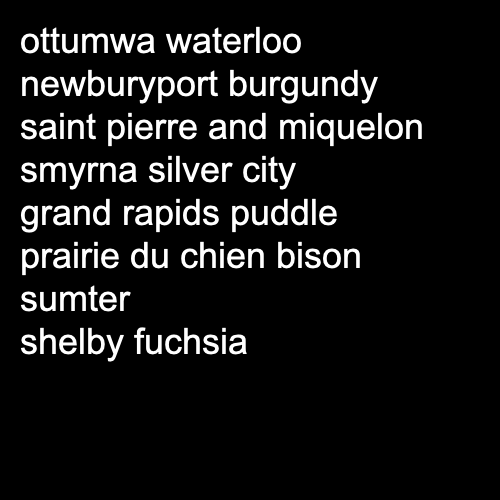 ottumwa waterloo
newburyport burgundy
saint pierre and miquelon
smyrna silver city
grand rapids puddle
prairie du chien bison
sumter
shelby fuchsia